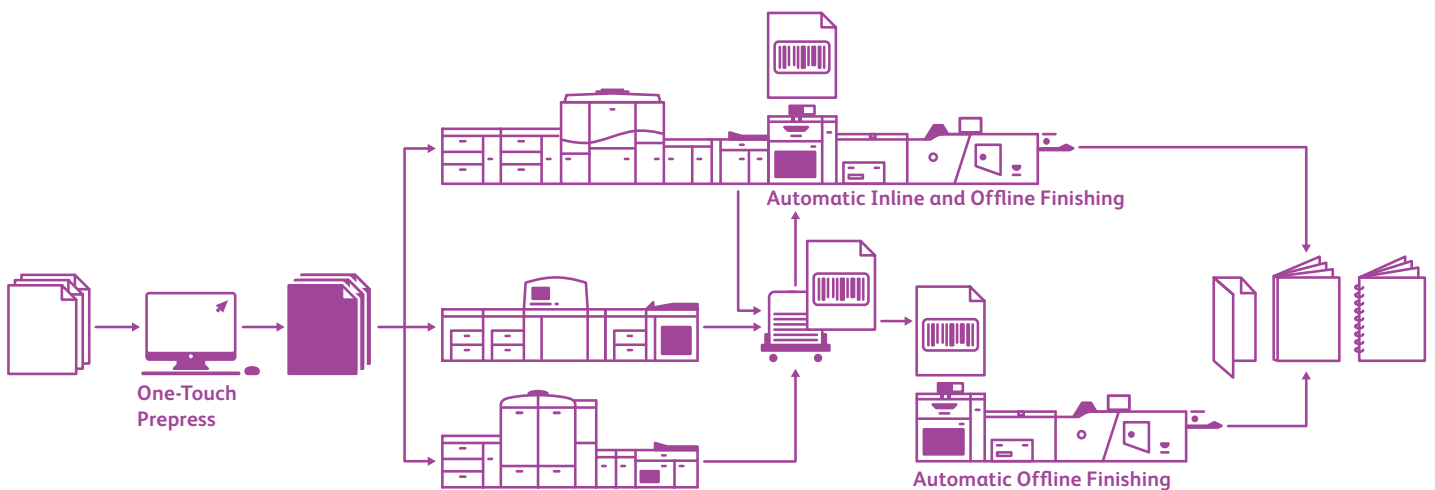 Automatic Inline and Offline Finishing
One-Touch
Prepress
Automatic Offline Finishing